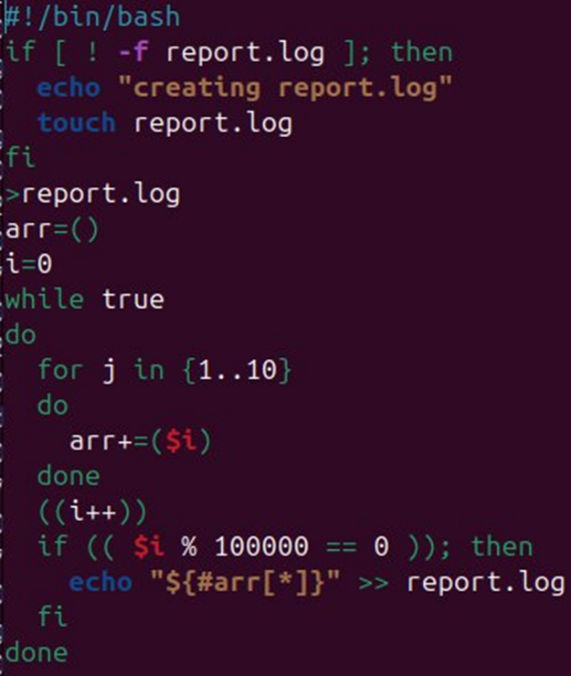 #!/bin/bash
if [ ! -f report.log ]; then
  echo "creating report.log"
  touch report.log
fi
>report.log
arr=()
i=0
while true
do
  for j in {1..10}
  do
    arr+=($i)
  done
  ((i++))
  if (( $i % 100000 == 0 )); then
    echo "${#arr[*]}" >> report.log
  fi
done